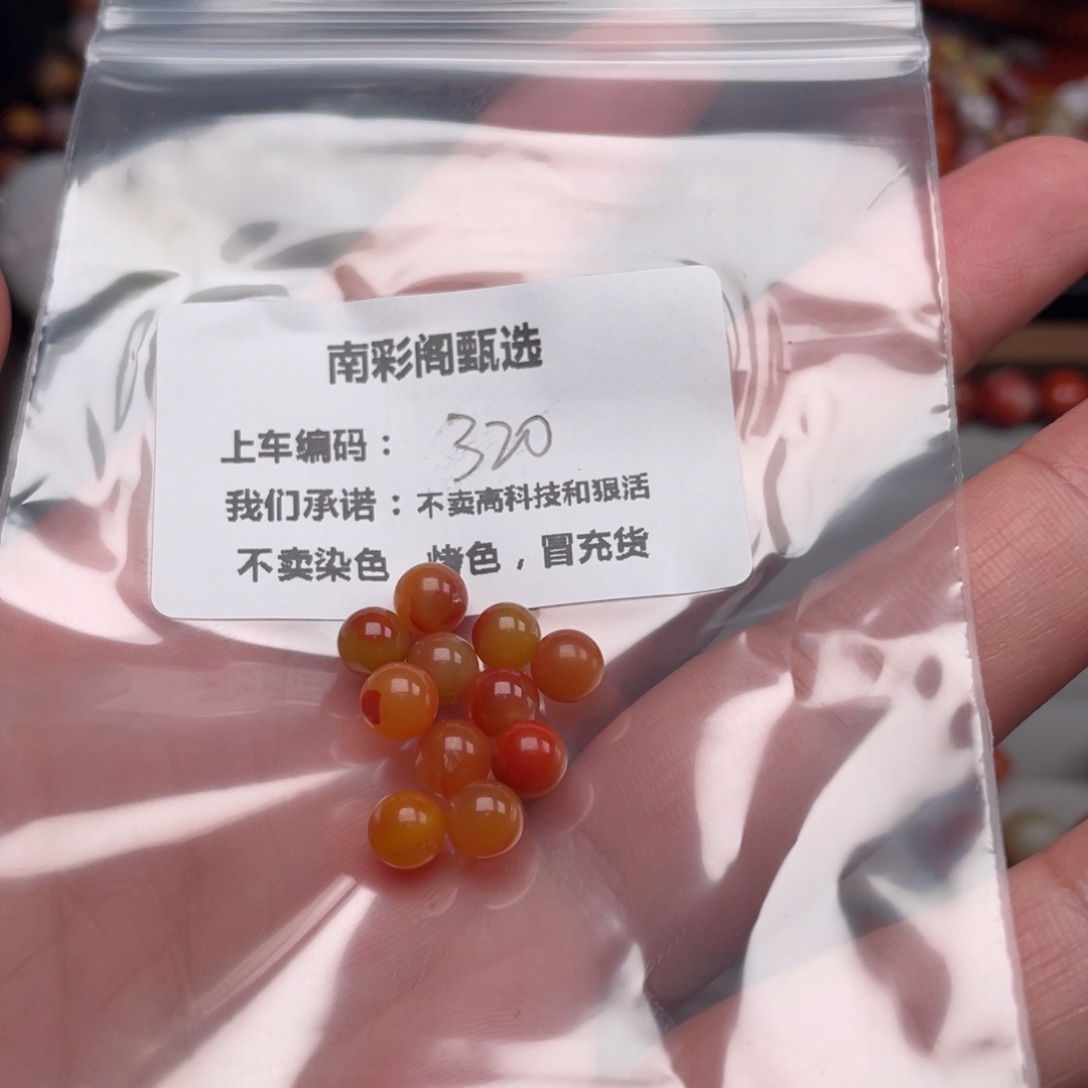 南彩阁甄选
上车编码：320
我们承诺：不卖高科技和狠活
不卖染色 烤色，冒充货